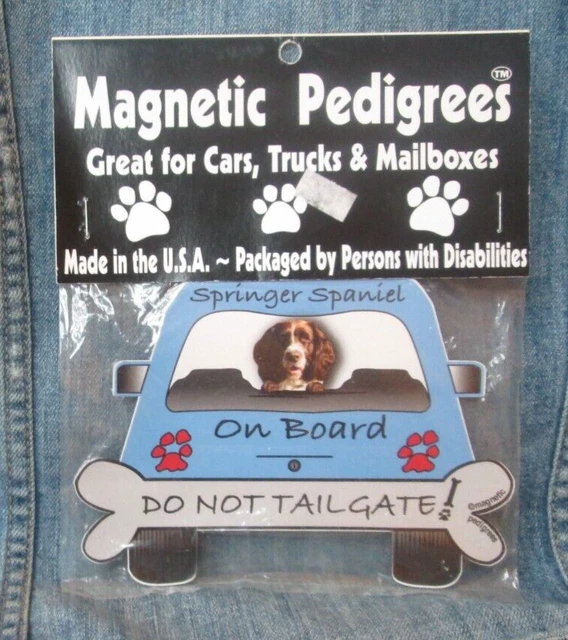 Magnetic Pedigrees™
Great for Cars, Trucks & Mailboxes
Made in the U.S.A. ~ Packaged by Persons with Disabilities
Springer Spaniel
On Board
DO NOT TAILGATE!
©magnetic
pedigrees